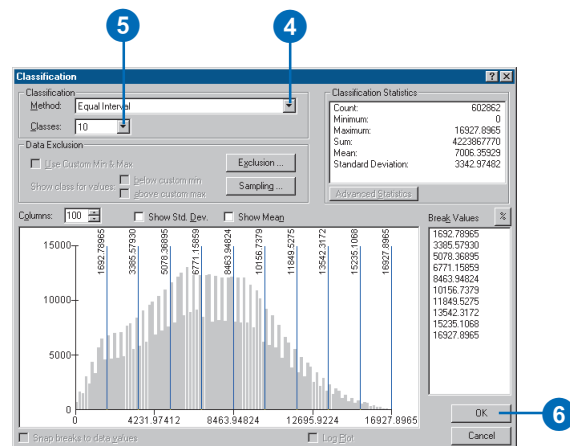 5
4
Classification
Classification
Method: Equal Interval
Classes: 10
Data Exclusion
Use Custom Min & Max
Exclusion ...
Show class for values:
below custom min
above custom max
Sampling ...
Classification Statistics
Count: 602862
Minimum: 0
Maximum: 16927.8965
Sum: 4223867770
Mean: 7006.35929
Standard Deviation: 3342.97482
Advanced Statistics
Columns: 100
Show Std. Dev.
Show Mean
Break Values
%
15000
10000
5000
0
1692.78965
3385.57930
5078.36895
6771.15859
8463.94824
10156.7379
11849.5275
13542.3172
15235.1068
16927.8965
0
4231.97412
8463.94824
12695.9224
16927.8965
1692.78965
3385.57930
5078.36895
6771.15859
8463.94824
10156.7379
11849.5275
13542.3172
15235.1068
16927.8965
OK
6
Cancel
Snap breaks to data values
Log Plot